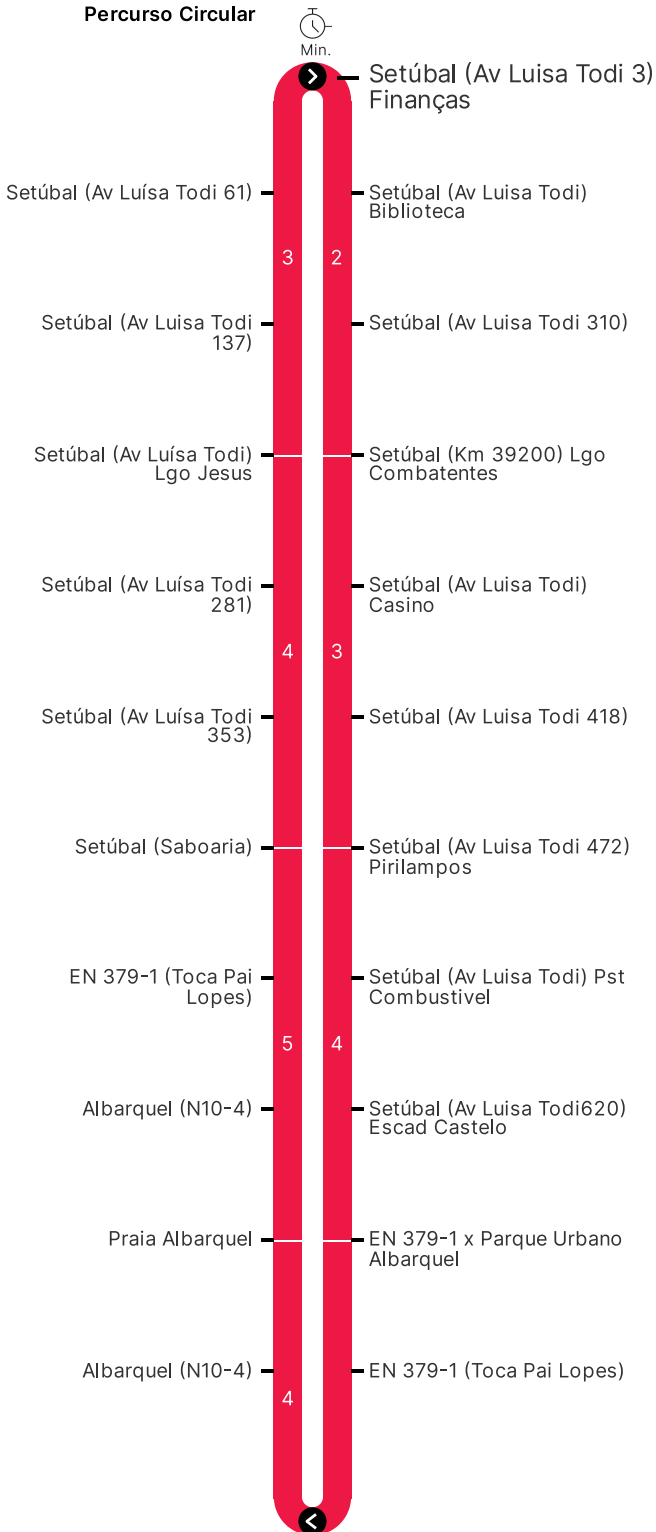 Percurso Circular
Min.
Setúbal (Av Luisa Todi 3)
Finanças
Setúbal (Av Luísa Todi 61)
Setúbal (Av Luisa Todi)
Biblioteca
3
2
Setúbal (Av Luisa Todi
137)
Setúbal (Av Luisa Todi 310)
Setúbal (Av Luísa Todi)
Lgo Jesus
Setúbal (Km 39200) Lgo
Combatentes
Setúbal (Av Luísa Todi
281)
Setúbal (Av Luisa Todi)
Casino
4
3
Setúbal (Av Luísa Todi
353)
Setúbal (Av Luisa Todi 418)
Setúbal (Saboaria)
Setúbal (Av Luisa Todi 472)
Pirilampos
EN 379-1 (Toca Pai
Lopes)
Setúbal (Av Luisa Todi) Pst
Combustivel
5
4
Albarquel (N10-4)
Setúbal (Av Luisa Todi620)
Escad Castelo
Praia Albarquel
EN 379-1 x Parque Urbano
Albarquel
Albarquel (N10-4)
EN 379-1 (Toca Pai Lopes)
4